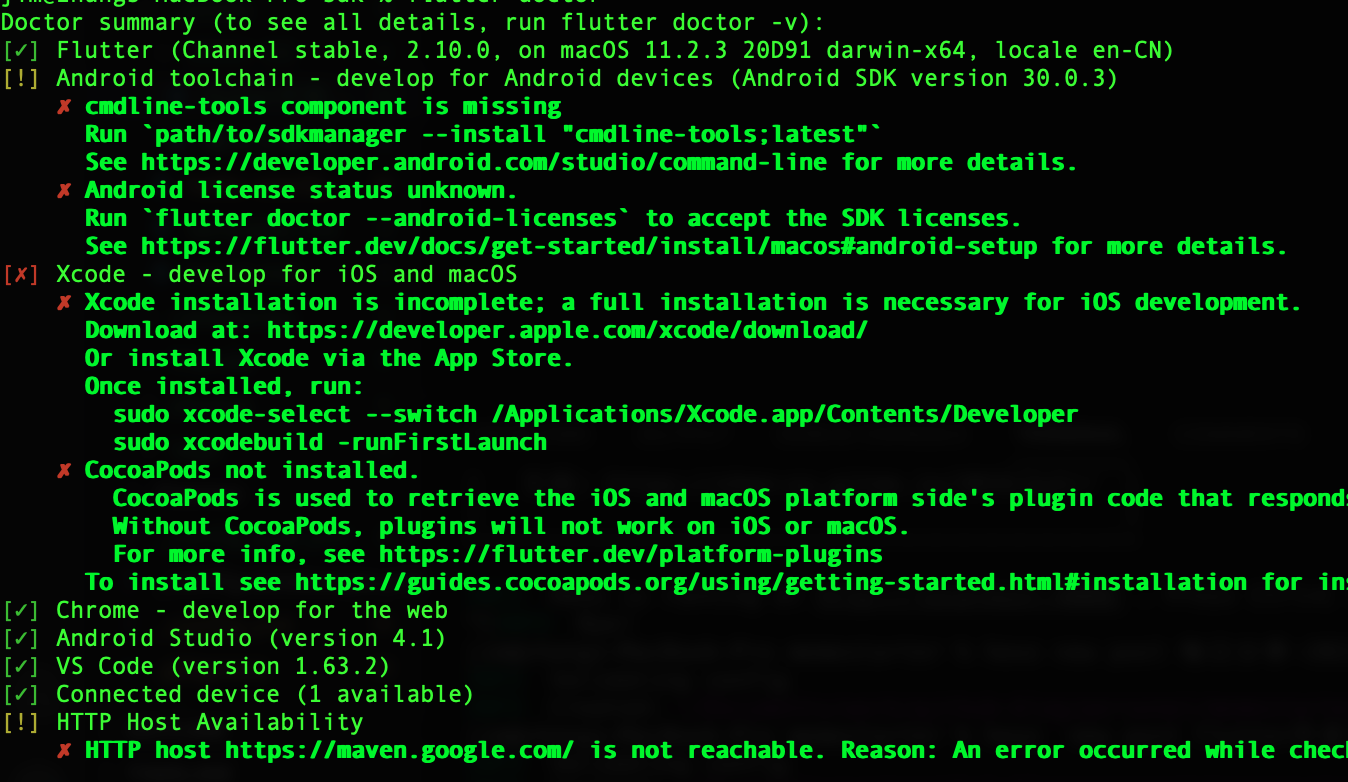 Doctor summary (to see all details, run flutter doctor -v):
[✓] Flutter (Channel stable, 2.10.0, on macOS 11.2.3 20D91 darwin-x64, locale en-CN)
[!] Android toolchain - develop for Android devices (Android SDK version 30.0.3)
✗ cmdline-tools component is missing
Run `path/to/sdkmanager --install "cmdline-tools;latest"`
See https://developer.android.com/studio/command-line for more details.
✗ Android license status unknown.
Run `flutter doctor --android-licenses` to accept the SDK licenses.
See https://flutter.dev/docs/get-started/install/macos#android-setup for more details.
[✗] Xcode - develop for iOS and macOS
✗ Xcode installation is incomplete; a full installation is necessary for iOS development.
Download at: https://developer.apple.com/xcode/download/
Or install Xcode via the App Store.
Once installed, run:
sudo xcode-select --switch /Applications/Xcode.app/Contents/Developer
sudo xcodebuild -runFirstLaunch
✗ CocoaPods not installed.
CocoaPods is used to retrieve the iOS and macOS platform side's plugin code that responds
Without CocoaPods, plugins will not work on iOS or macOS.
For more info, see https://flutter.dev/platform-plugins
To install see https://guides.cocoapods.org/using/getting-started.html#installation for
[✓] Chrome - develop for the web
[✓] Android Studio (version 4.1)
[✓] VS Code (version 1.63.2)
[✓] Connected device (1 available)
[!] HTTP Host Availability
✗ HTTP host https://maven.google.com/ is not reachable. Reason: An error occurred while